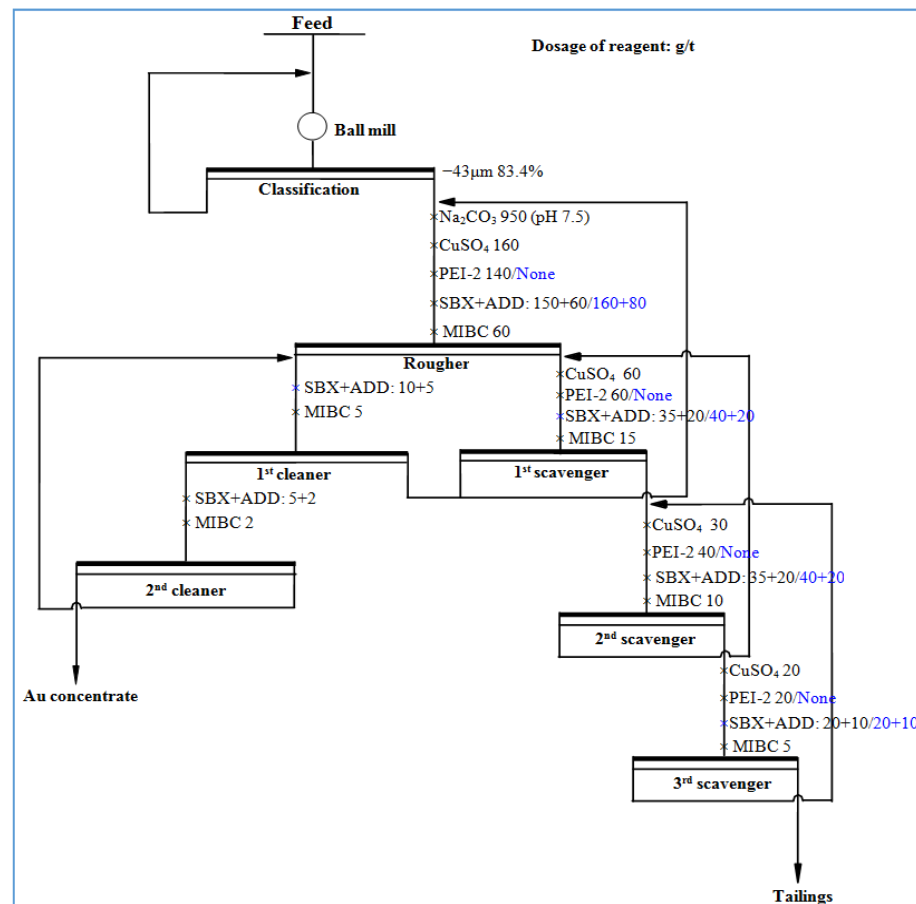 Feed
Dosage of reagent: g/t
Ball mill
−43μm 83.4%
Classification
Na₂CO₃ 950 (pH 7.5)
CuSO₄ 160
PEI-2 140/None
SBX+ADD: 150+60/160+80
MIBC 60
Rougher
SBX+ADD: 10+5
MIBC 5
CuSO₄ 60
PEI-2 60/None
SBX+ADD: 35+20/40+20
MIBC 15
1st cleaner
1st scavenger
SBX+ADD: 5+2
MIBC 2
CuSO₄ 30
PEI-2 40/None
SBX+ADD: 35+20/40+20
MIBC 10
2nd cleaner
2nd scavenger
CuSO₄ 20
PEI-2 20/None
SBX+ADD: 20+10/20+10
MIBC 5
Au concentrate
3rd scavenger
Tailings